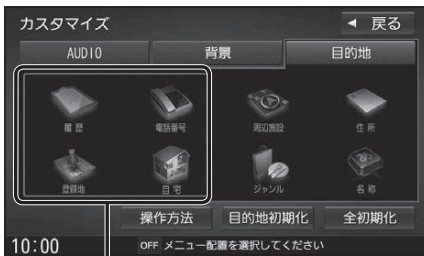 カスタマイズ
◀ 戻る
AUDIO 背景 目的地
履歴 電話番号 周辺施設 住所
登録地 自宅 ジャンル 名称
操作方法 目的地初期化 全初期化
10:00 OFF メニュー配置を選択してください